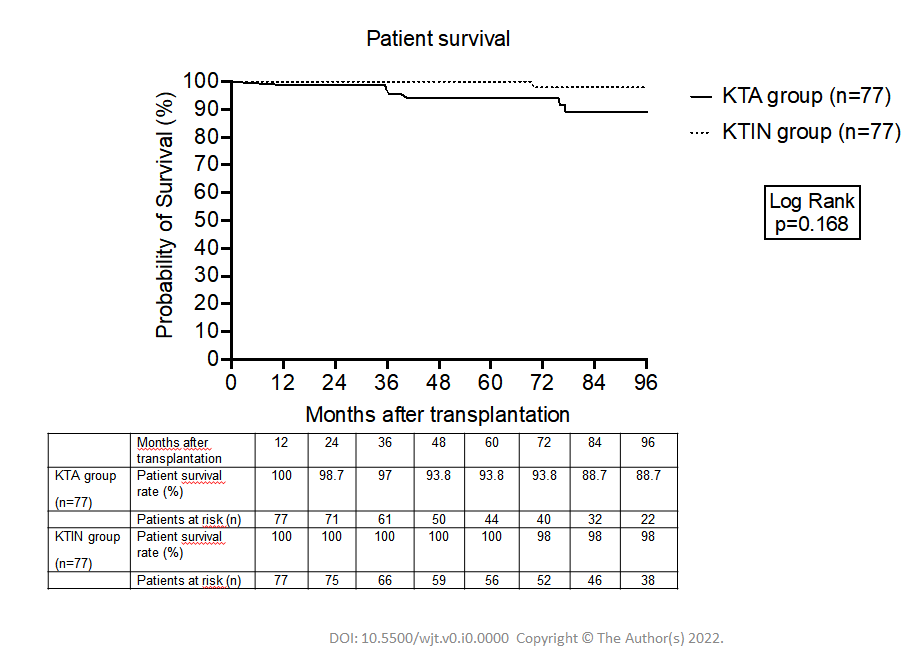 Patient survival
Probability of Survival (%)
100
90
80
70
60
50
40
30
20
10
0
0 12 24 36 48 60 72 84 96
Months after transplantation
KTA group (n=77)
KTIN group (n=77)
Log Rank
p=0.168
Months after 12 24 36 48 60 72 84 96
transplantation
KTA group Patient survival 100 98.7 97 93.8 93.8 93.8 88.7 88.7
rate (%)
(n=77)
Patients at risk (n) 77 71 61 50 44 40 32 22
KTIN group Patient survival 100 100 100 100 100 98 98 98
rate (%)
(n=77)
Patients at risk (n) 77 75 66 59 56 52 46 38
DOI: 10.5500/wjt.v0.i0.0000 Copyright © The Author(s) 2022.